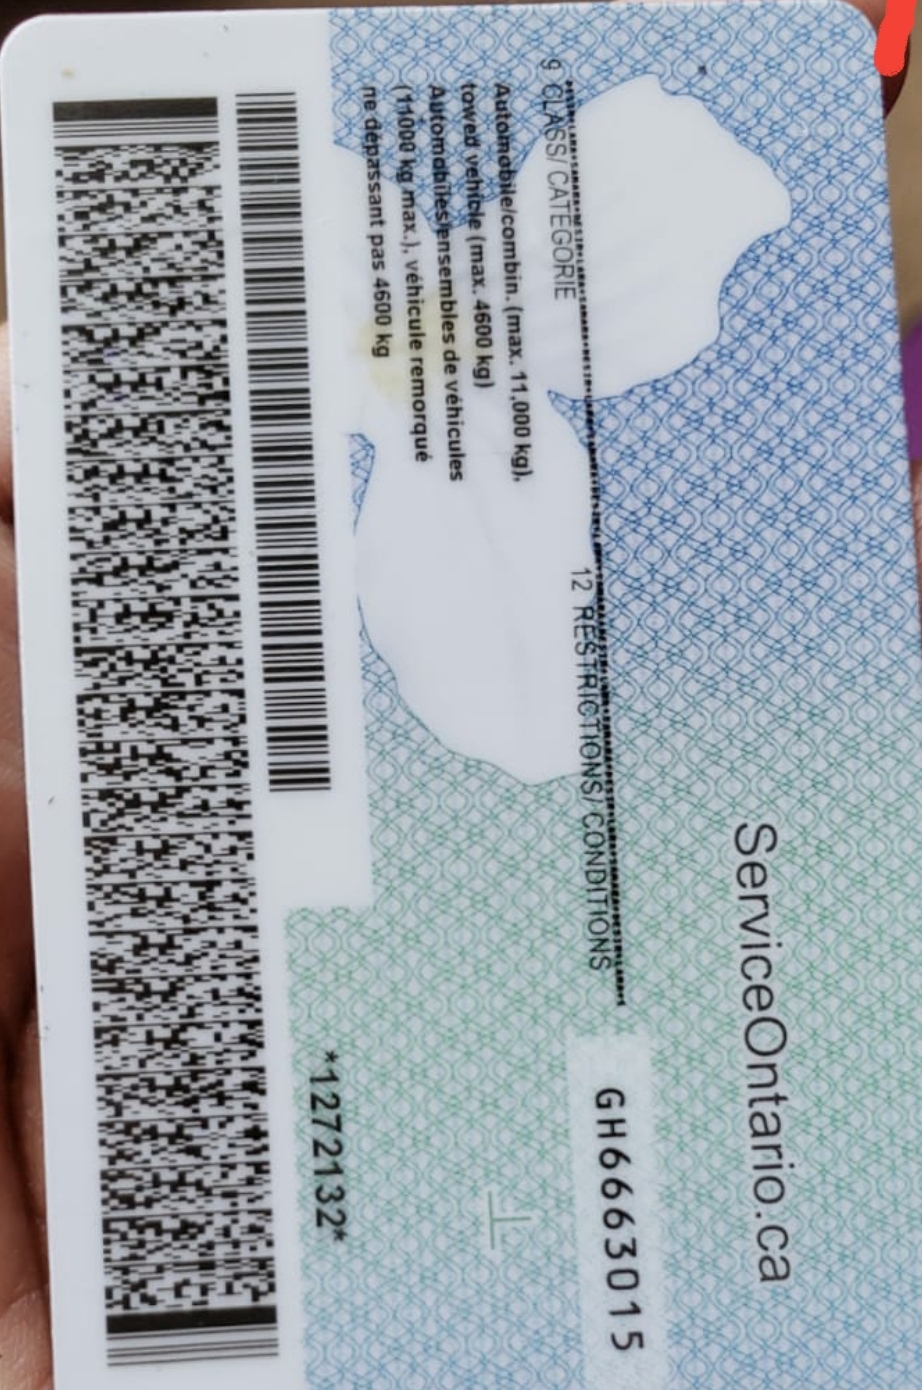 ServiceOntario.ca
9 CLASS/CATÉGORIE
12 RESTRICTIONS/CONDITIONS
GH6663015
Automobile/combin. (max. 11,000 kg),
towed vehicle (max. 4600 kg)
Automobiles/ensembles de véhicules
(11000 kg max.), véhicule remorqué
ne dépassant pas 4600 kg
*1272132*